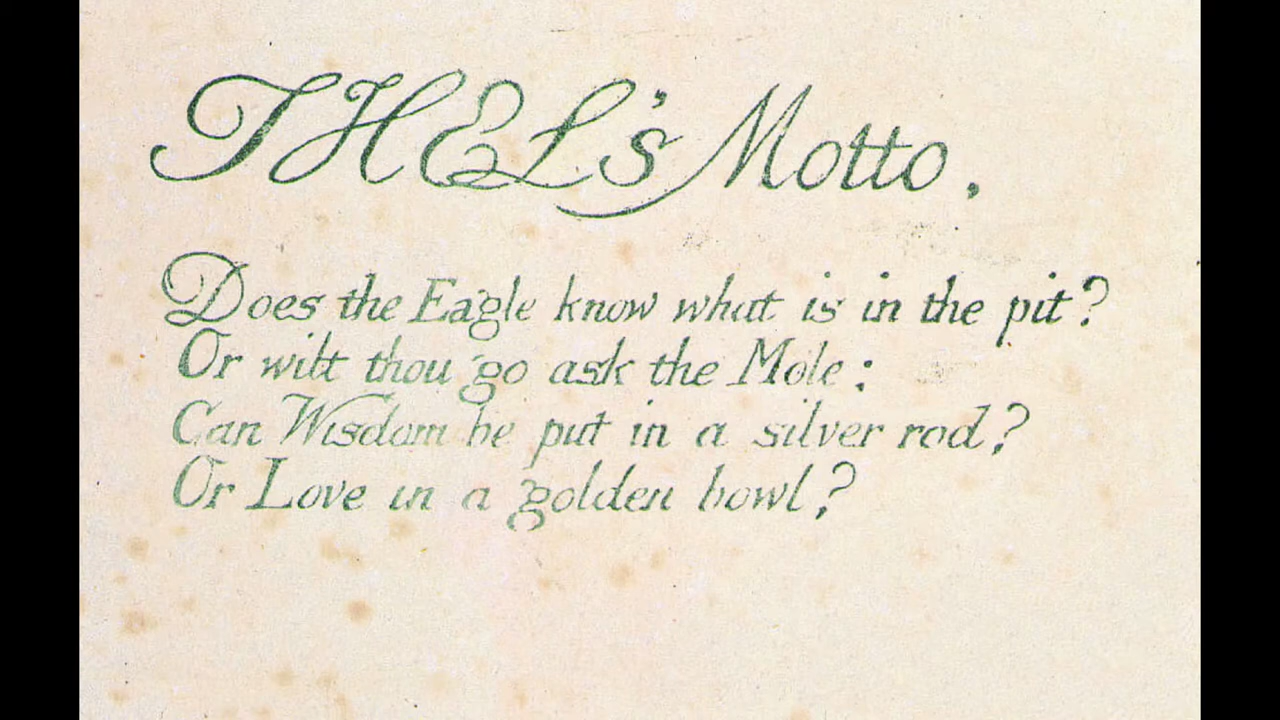 THEL's Motto.
Does the Eagle know what is in the pit?
Or wilt thou go ask the Mole:
Can Wisdom be put in a silver rod?
Or Love in a golden bowl?